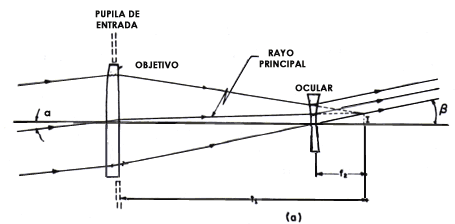 PUPILA DE
ENTRADA
OBJETIVO
RAYO
PRINCIPAL
OCULAR
α
β
I
f₂
f₁
(a)